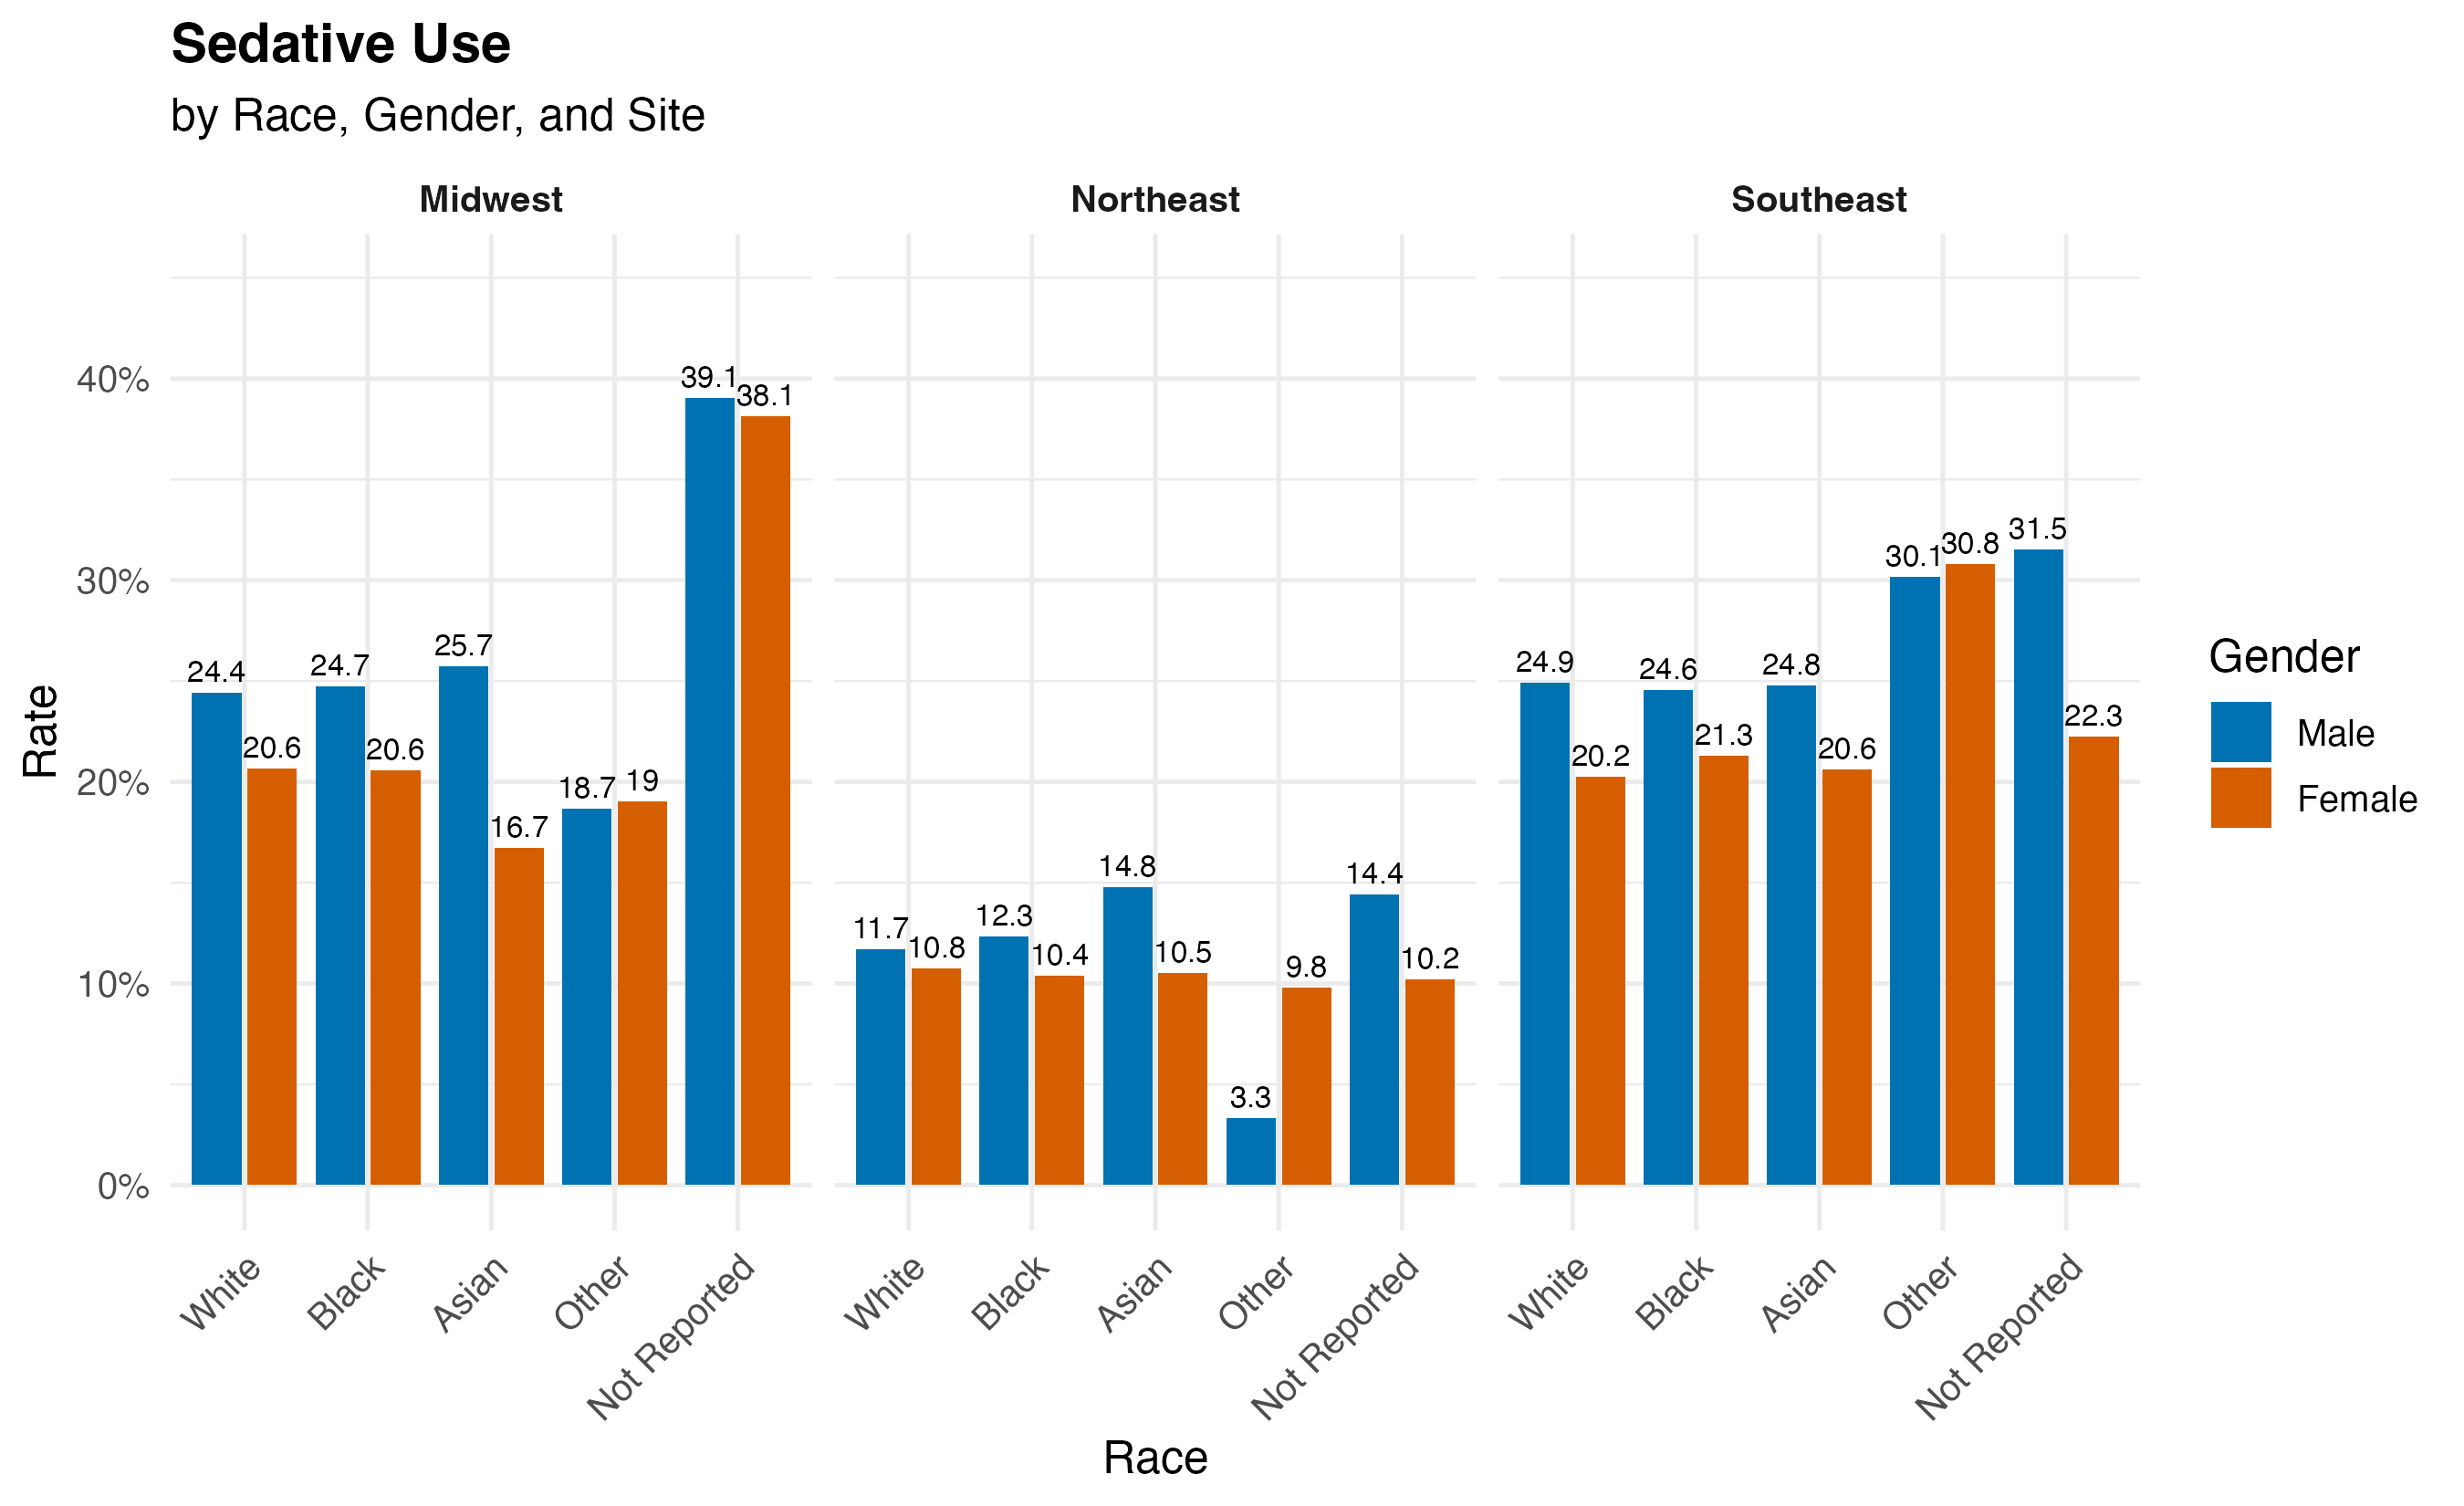 Sedative Use
by Race, Gender, and Site
Midwest
Northeast
Southeast
Rate
40%
30%
20%
10%
0%
24.4
20.6
24.7
20.6
25.7
16.7
18.7
19
39.1
38.1
11.7
10.8
12.3
10.4
14.8
10.5
3.3
9.8
14.4
10.2
24.9
20.2
24.6
21.3
24.8
20.6
30.1
30.8
31.5
22.3
White
Black
Asian
Other
Not Reported
White
Black
Asian
Other
Not Reported
White
Black
Asian
Other
Not Reported
Race
Gender
Male
Female